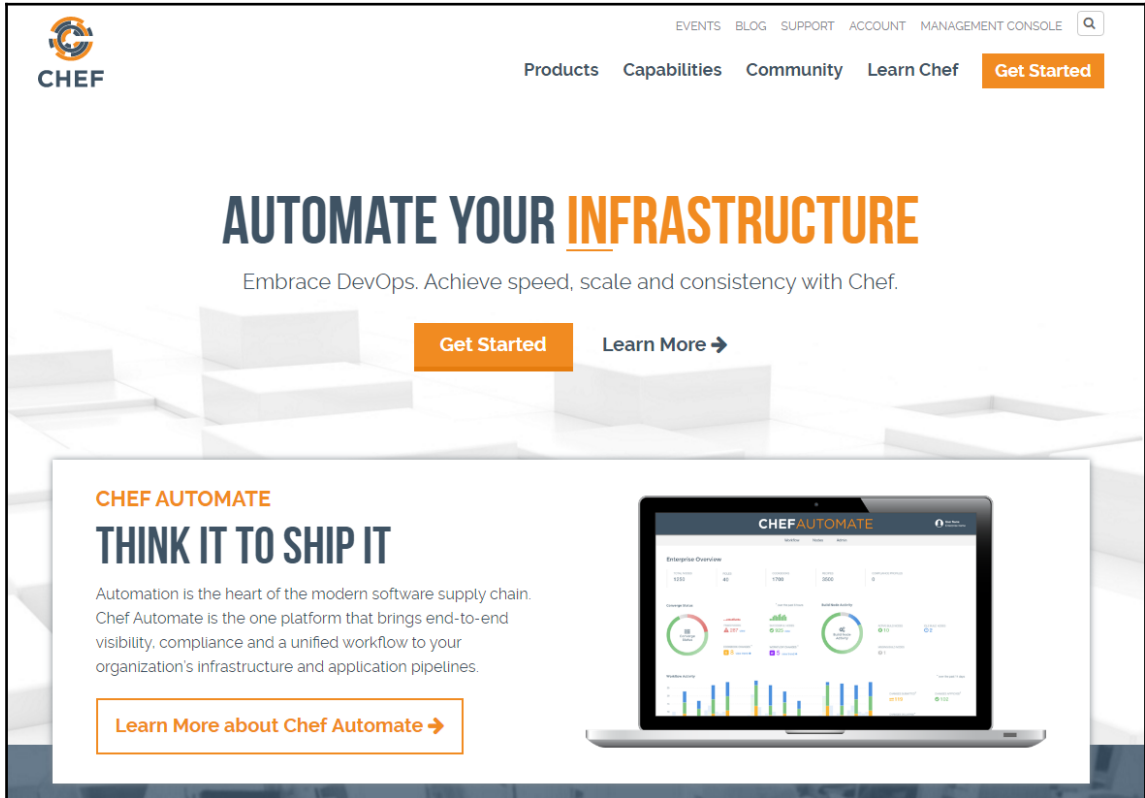 EVENTS BLOG SUPPORT ACCOUNT MANAGEMENT CONSOLE
CHEF
Products Capabilities Community Learn Chef Get Started
AUTOMATE YOUR INFRASTRUCTURE
Embrace DevOps. Achieve speed, scale and consistency with Chef.
Get Started Learn More
CHEF AUTOMATE
THINK IT TO SHIP IT
Automation is the heart of the modern software supply chain.
Chef Automate is the one platform that brings end-to-end
visibility, compliance and a unified workflow to your
organization's infrastructure and application pipelines.
Learn More about Chef Automate
CHEFAUTOMATE
Workflow Nodes Admin
Enterprise Overview